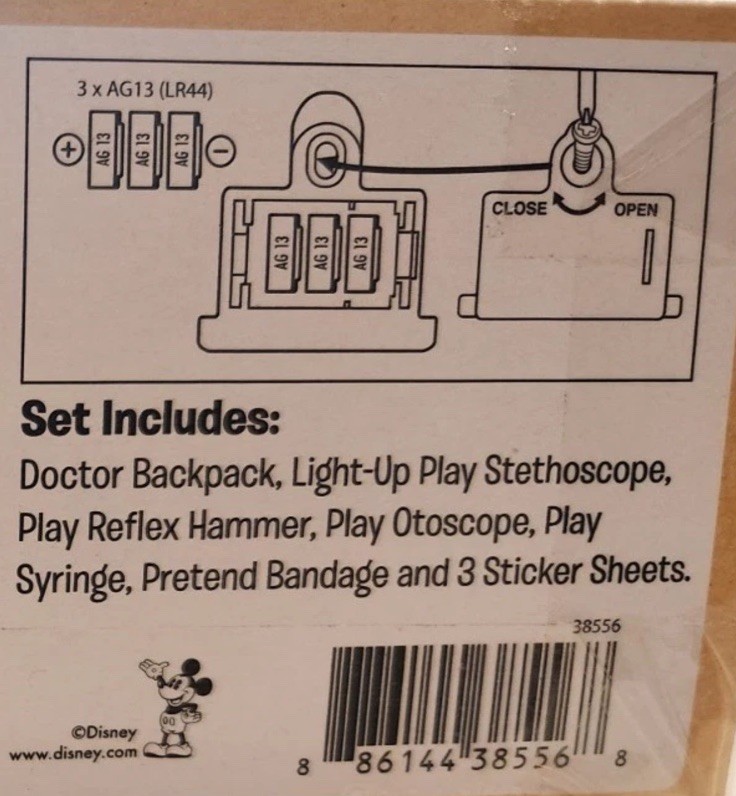 3 x AG13 (LR44)
+ AG 13 AG 13 AG 13 −
CLOSE OPEN
AG 13 AG 13 AG 13
Set Includes:
Doctor Backpack, Light-Up Play Stethoscope,
Play Reflex Hammer, Play Otoscope, Play
Syringe, Pretend Bandage and 3 Sticker Sheets.
38556
©Disney
www.disney.com
8 86144 38556 8